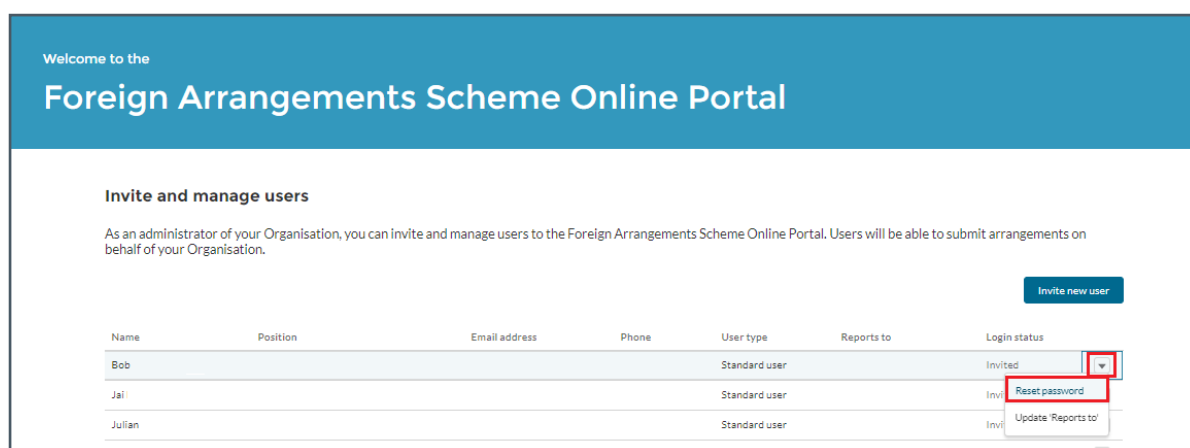 Welcome to the
Foreign Arrangements Scheme Online Portal
Invite and manage users
As an administrator of your Organisation, you can invite and manage users to the Foreign Arrangements Scheme Online Portal. Users will be able to submit arrangements on
behalf of your Organisation.
Invite new user
Name Position Email address Phone User type Reports to Login status
Bob Standard user Invited
Reset password
Jai Standard user Invi
Update 'Reports to'
Julian Standard user Invi